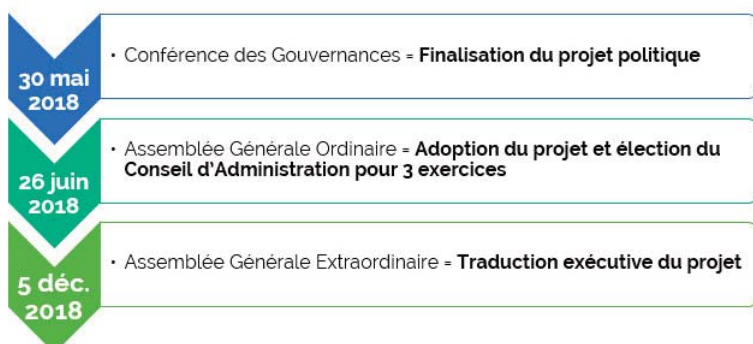 30 mai
2018
• Conférence des Gouvernances = Finalisation du projet politique
26 juin
2018
• Assemblée Générale Ordinaire = Adoption du projet et élection du
Conseil d'Administration pour 3 exercices
5 déc.
2018
• Assemblée Générale Extraordinaire = Traduction exécutive du projet